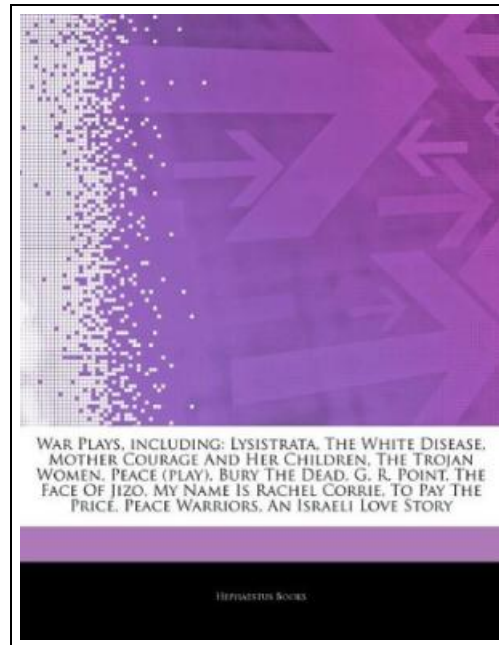 War Plays, including: Lysistrata, The White Disease,
Mother Courage And Her Children, The Trojan
Women, Peace (play), Bury The Dead, G. R. Point, The
Face Of Jizo, My Name Is Rachel Corrie, To Pay The
Price, Peace Warriors, An Israeli Love Story
Hephaestus Books